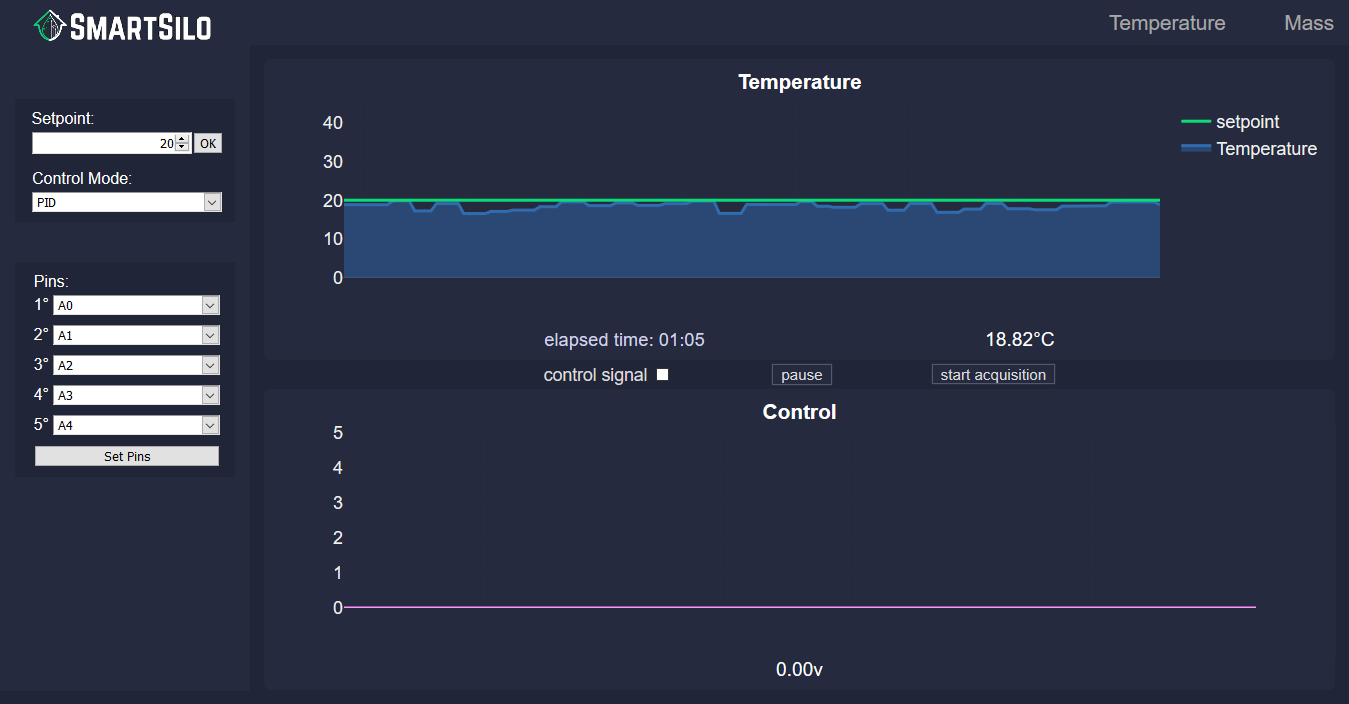 SMARTSILO
Temperature Mass
Setpoint:
20 OK
Control Mode:
PID
Pins:
1° A0
2° A1
3° A2
4° A3
5° A4
Set Pins
Temperature
40
30
20
10
0
setpoint
Temperature
elapsed time: 01:05 18.82°C
control signal pause start acquisition
Control
5
4
3
2
1
0
0.00v